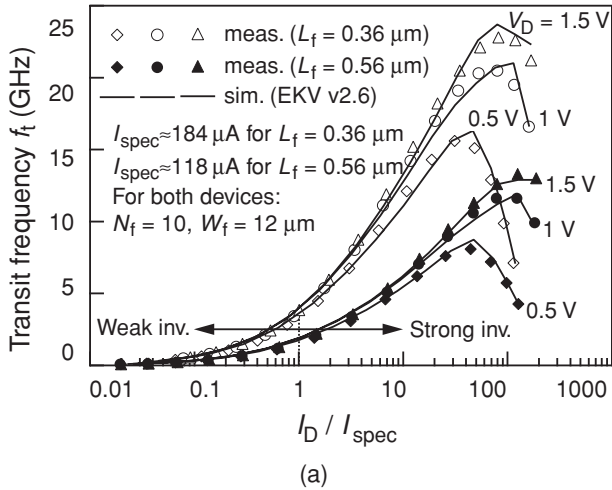 Transit frequency fₜ (GHz)
25
20
15
10
5
0
◇ ○ △ meas. (L_f = 0.36 μm)
◆ ● ▲ meas. (L_f = 0.56 μm)
sim. (EKV v2.6)
I_spec≈184 μA for L_f = 0.36 μm
I_spec≈118 μA for L_f = 0.56 μm
For both devices:
N_f = 10, W_f = 12 μm
V_D = 1.5 V
0.5 V
1 V
1.5 V
1 V
0.5 V
Weak inv.
Strong inv.
0.01
0.1
1
10
100
1000
I_D / I_spec
(a)